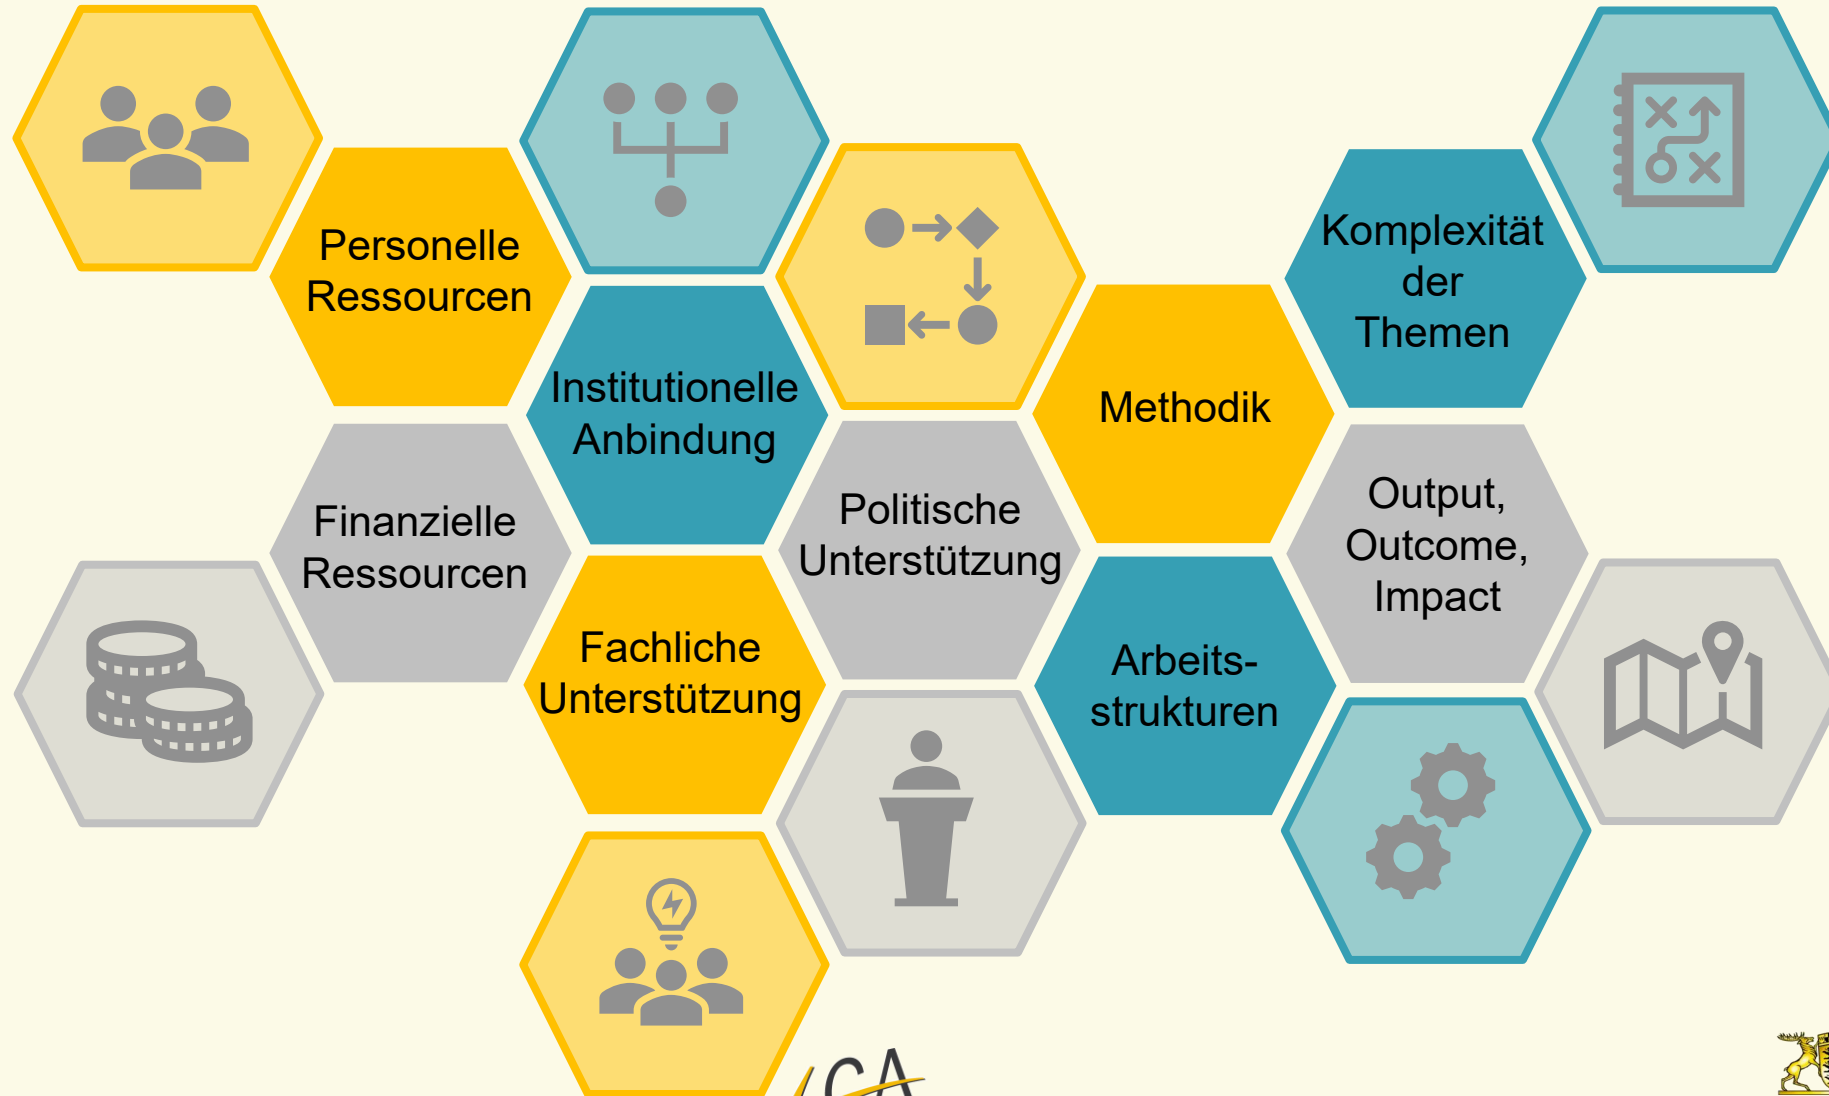 Personelle
Ressourcen
Institutionelle
Anbindung
Komplexität
der
Themen
Methodik
Finanzielle
Ressourcen
Politische
Unterstützung
Output,
Outcome,
Impact
Fachliche
Unterstützung
Arbeits-
strukturen